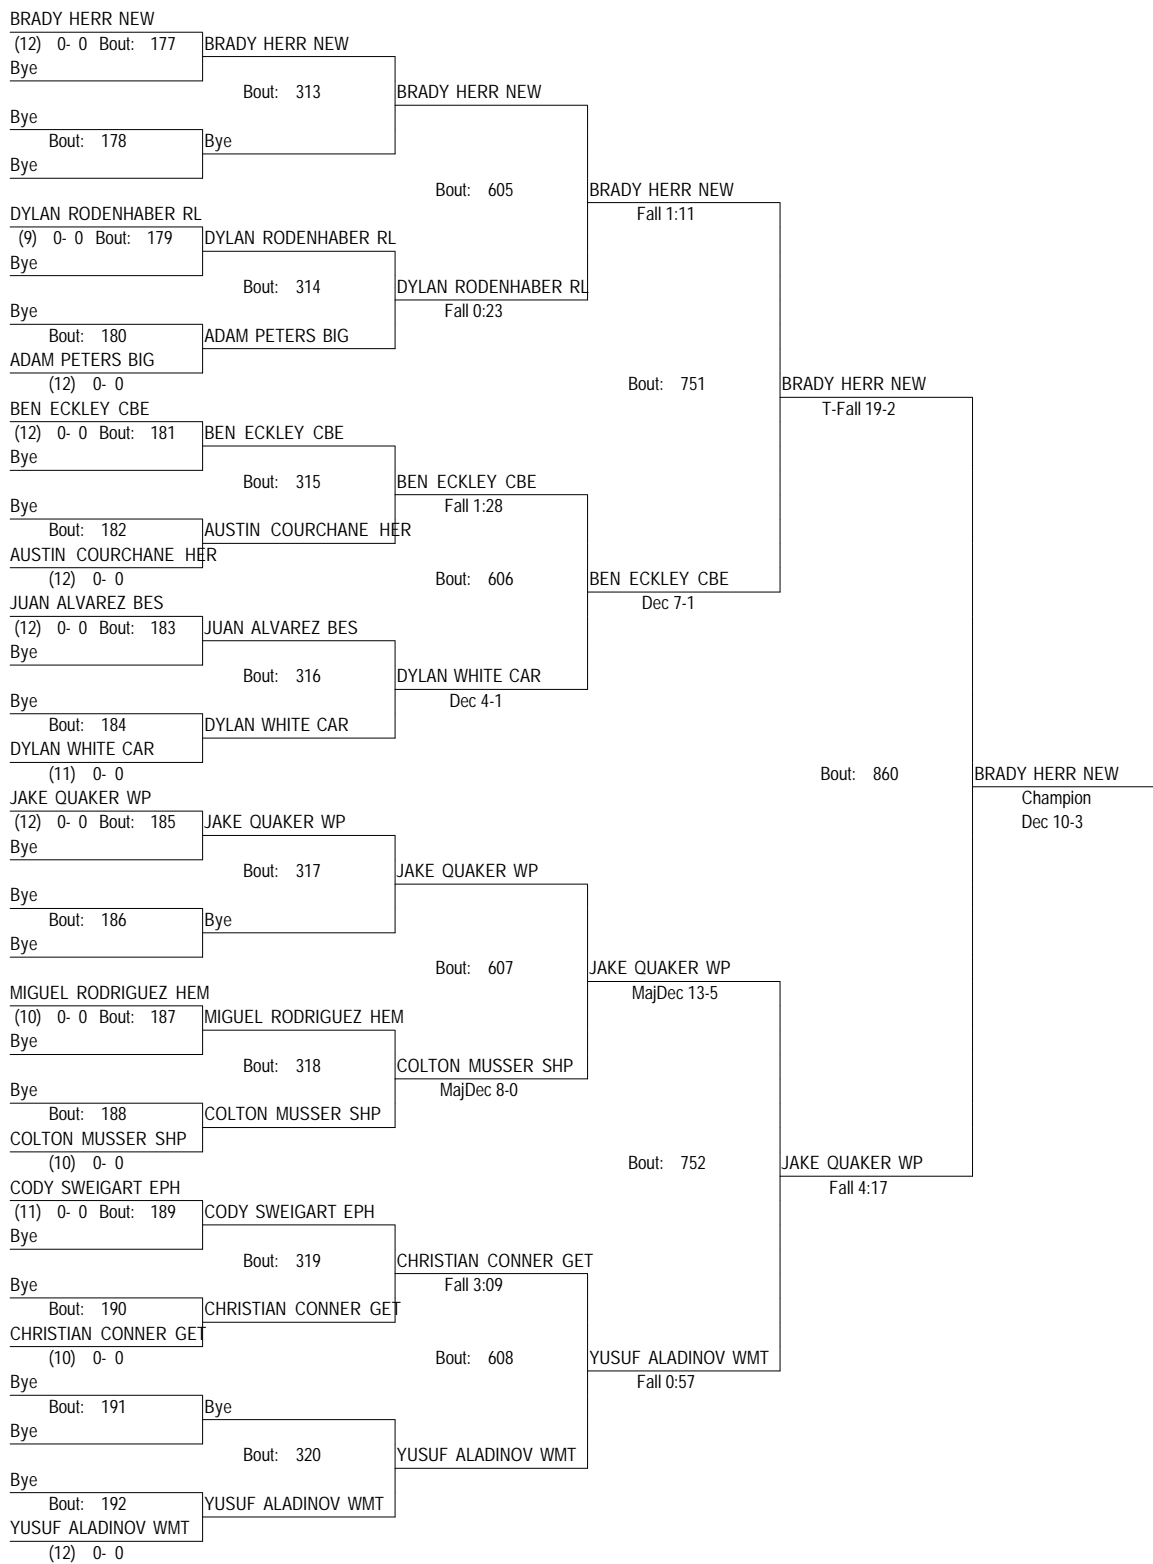 BRADY HERR NEW
(12) 0- 0 Bout: 177 BRADY HERR NEW
Bye
Bout: 313 BRADY HERR NEW
Bye
Bout: 178 Bye
Bye
Bout: 605 BRADY HERR NEW
DYLAN RODENHABER RL Fall 1:11
(9) 0- 0 Bout: 179 DYLAN RODENHABER RL
Bye
Bout: 314 DYLAN RODENHABER RL
Bye Fall 0:23
Bout: 180 ADAM PETERS BIG
ADAM PETERS BIG
(12) 0- 0 Bout: 751 BRADY HERR NEW
BEN ECKLEY CBE T-Fall 19-2
(12) 0- 0 Bout: 181 BEN ECKLEY CBE
Bye
Bout: 315 BEN ECKLEY CBE
Bye Fall 1:28
Bout: 182 AUSTIN COURCHANE HER
AUSTIN COURCHANE HER
(12) 0- 0 Bout: 606 BEN ECKLEY CBE
JUAN ALVAREZ BES Dec 7-1
(12) 0- 0 Bout: 183 JUAN ALVAREZ BES
Bye
Bout: 316 DYLAN WHITE CAR
Bye Dec 4-1
Bout: 184 DYLAN WHITE CAR
DYLAN WHITE CAR
(11) 0- 0 Bout: 860 BRADY HERR NEW
JAKE QUAKER WP Champion
(12) 0- 0 Bout: 185 JAKE QUAKER WP Dec 10-3
Bye
Bout: 317 JAKE QUAKER WP
Bye
Bout: 186 Bye
Bye
Bout: 607 JAKE QUAKER WP
MIGUEL RODRIGUEZ HEM MajDec 13-5
(10) 0- 0 Bout: 187 MIGUEL RODRIGUEZ HEM
Bye
Bout: 318 COLTON MUSSER SHP
Bye MajDec 8-0
Bout: 188 COLTON MUSSER SHP
COLTON MUSSER SHP
(10) 0- 0 Bout: 752 JAKE QUAKER WP
CODY SWEIGART EPH Fall 4:17
(11) 0- 0 Bout: 189 CODY SWEIGART EPH
Bye
Bout: 319 CHRISTIAN CONNER GET
Bye Fall 3:09
Bout: 190 CHRISTIAN CONNER GET
CHRISTIAN CONNER GET
(10) 0- 0 Bout: 608 YUSUF ALADINOV WMT
Bye Fall 0:57
Bout: 191 Bye
Bye
Bout: 320 YUSUF ALADINOV WMT
Bye
Bout: 192 YUSUF ALADINOV WMT
YUSUF ALADINOV WMT
(12) 0- 0